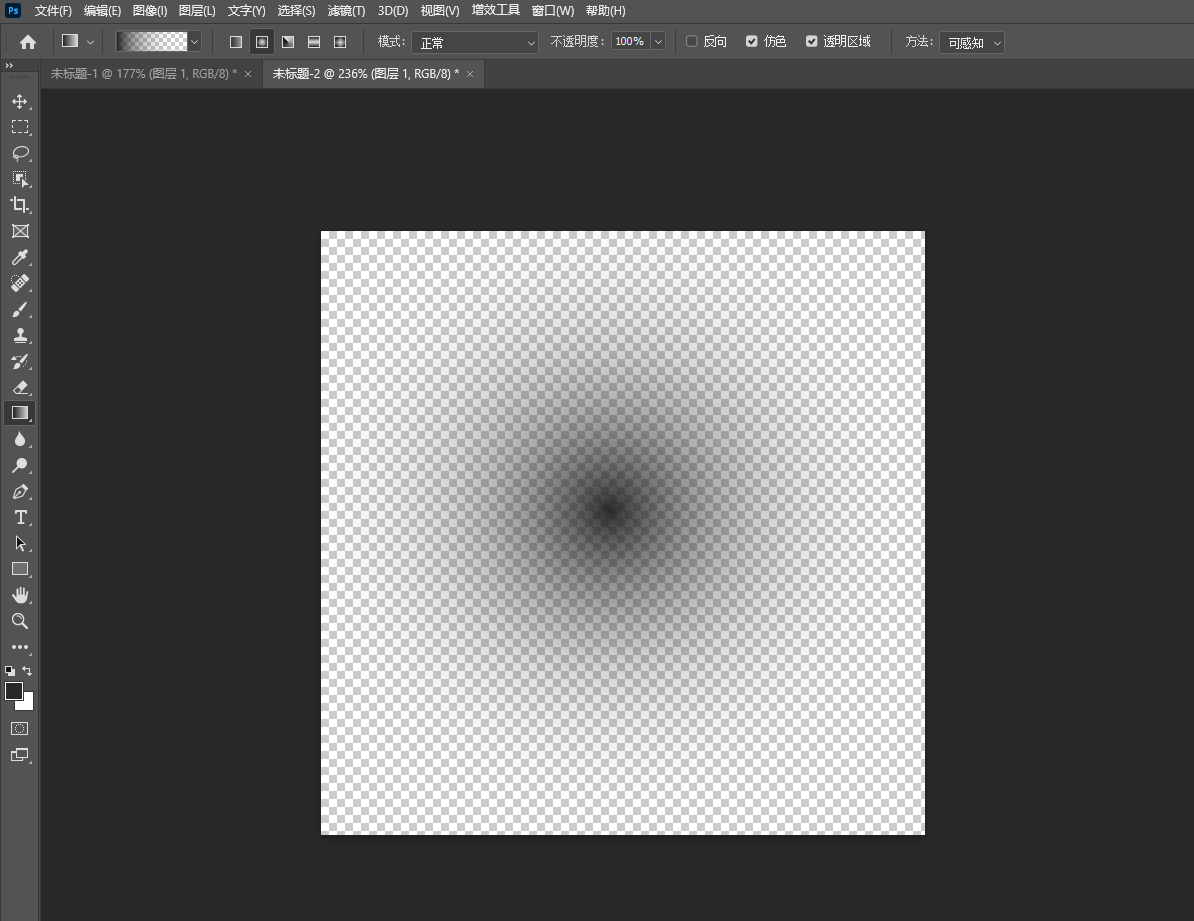 Ps 文件(F) 编辑(E) 图像(I) 图层(L) 文字(Y) 选择(S) 滤镜(T) 3D(D) 视图(V) 增效工具 窗口(W) 帮助(H)
模式: 正常 不透明度: 100% 反向 仿色 透明区域 方法: 可感知
未标题-1 @ 177% (图层 1, RGB/8) * × 未标题-2 @ 236% (图层 1, RGB/8) * ×